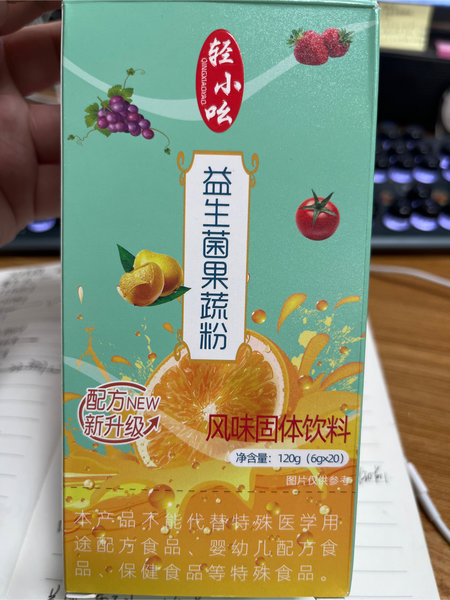 轻小吆
QINGXIAOYAO
益生菌果蔬粉
配方NEW
新升级
风味固体饮料
净含量：120g（6g×20）
图片仅供参考
本产品不能代替特殊医学用
途配方食品、婴幼儿配方食
品、保健食品等特殊食品。